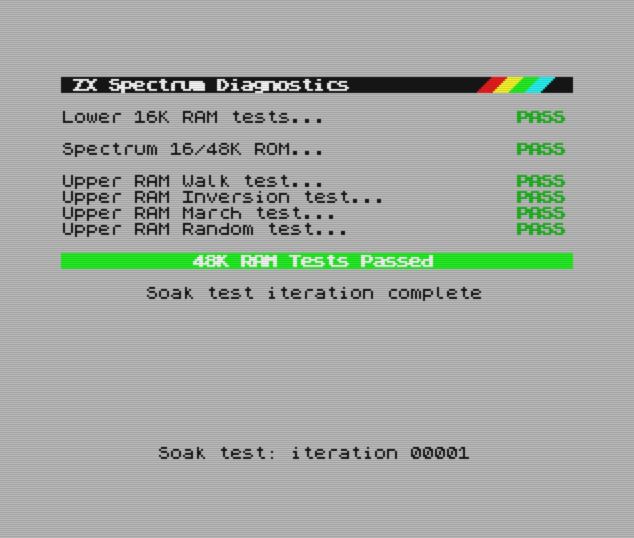 ZX Spectrum Diagnostics
Lower 16K RAM tests... PASS
Spectrum 16/48K ROM... PASS
Upper RAM Walk test... PASS
Upper RAM Inversion test... PASS
Upper RAM March test... PASS
Upper RAM Random test... PASS
48K RAM Tests Passed
Soak test iteration complete
Soak test: iteration 00001